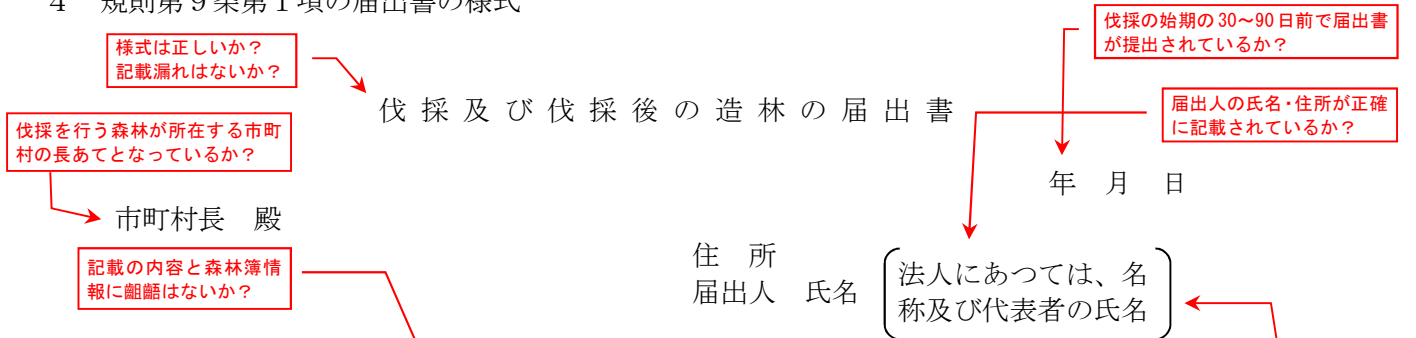 4 規則第9条第1項の届出書の様式
伐採の始期の30~90日前で届出書
が提出されているか?
様式は正しいか?
記載漏れはないか?
伐採及び伐採後の造林の届出書
届出人の氏名・住所が正確
に記載されているか?
伐採を行う森林が所在する市町
村の長あてとなっているか?
年 月 日
市町村長 殿
記載の内容と森林簿情
報に齟齬はないか?
住 所
届出人 氏名
法人にあつては、名
称及び代表者の氏名